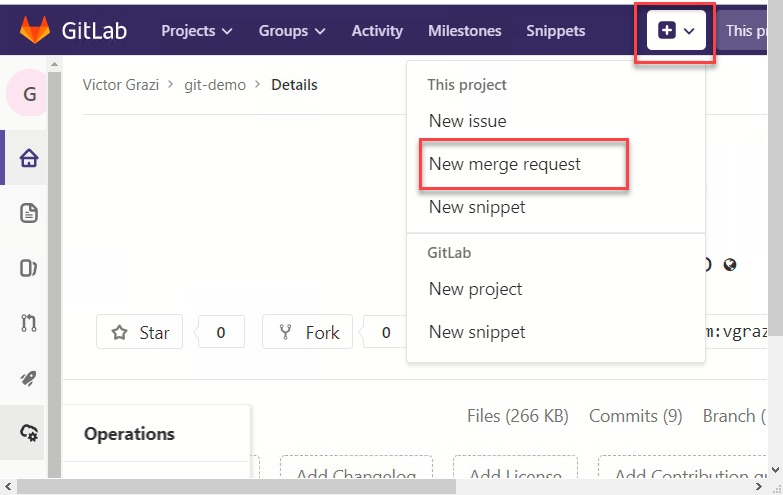 GitLab Projects Groups Activity Milestones Snippets This
G
Victor Grazi > git-demo > Details
This project
New issue
New merge request
New snippet
GitLab
New project
New snippet
Star 0 Fork 0
Files (266 KB) Commits (9) Branch (
Operations
Add Changelog Add License Add Contribution